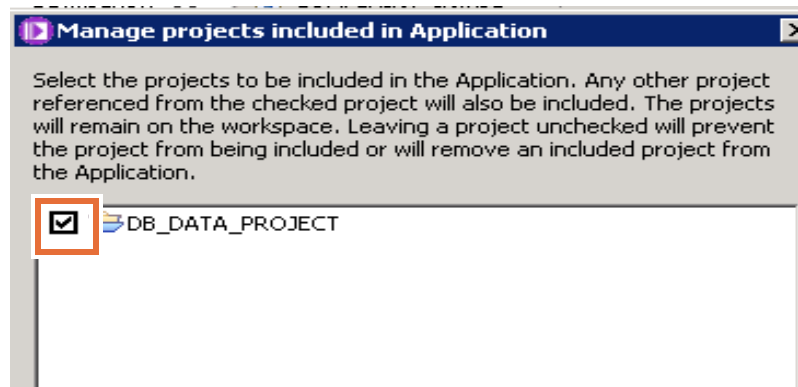 Manage projects included in Application
Select the projects to be included in the Application. Any other project
referenced from the checked project will also be included. The projects
will remain on the workspace. Leaving a project unchecked will prevent
the project from being included or will remove an included project from
the Application.
DB_DATA_PROJECT